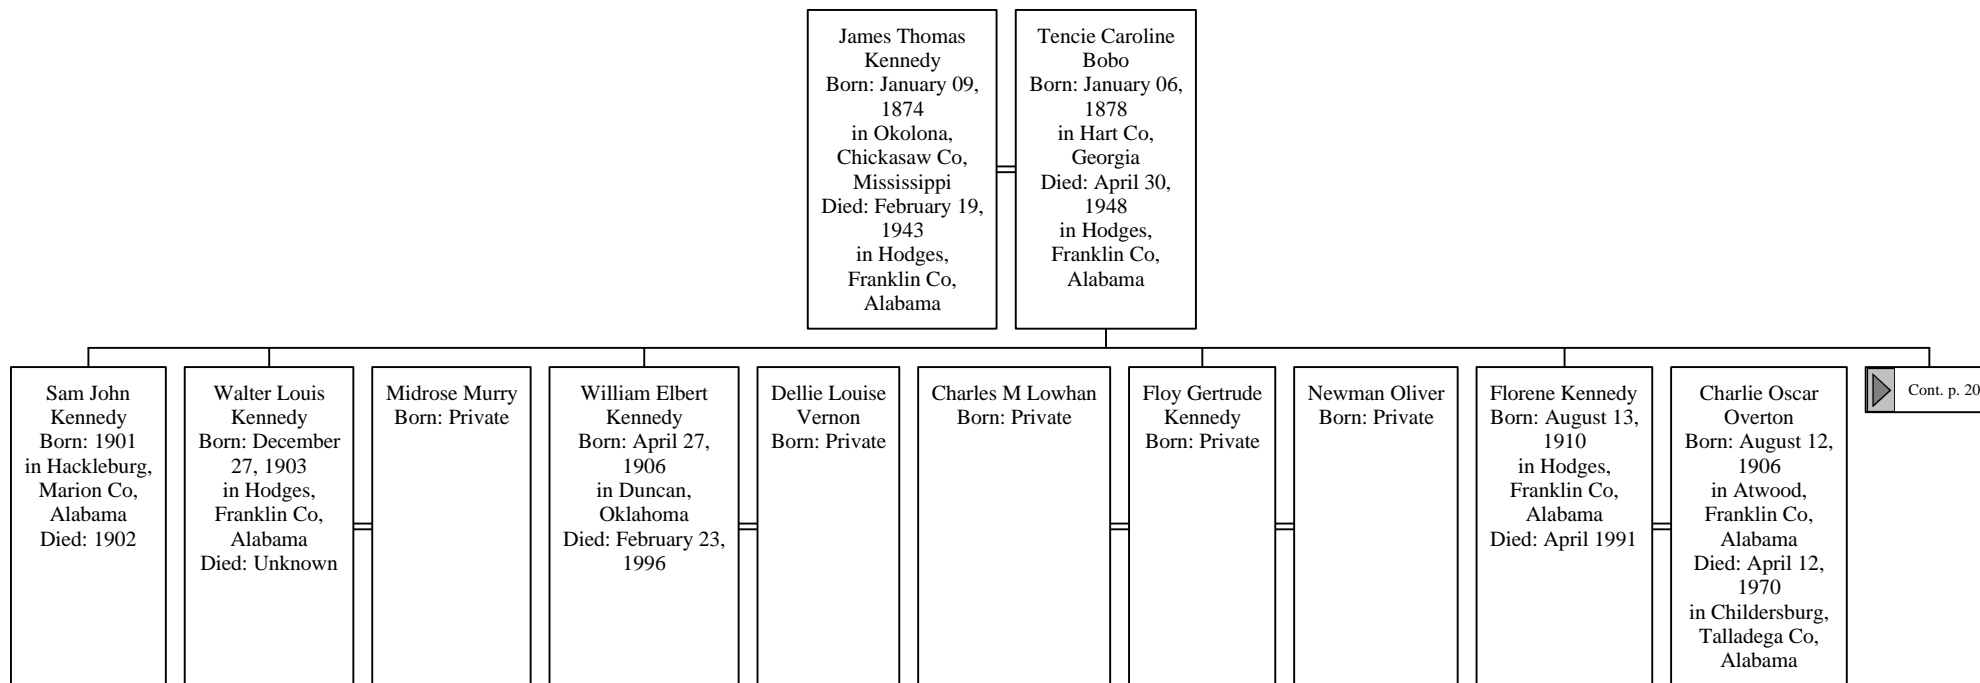 James Thomas
Kennedy
Born: January 09,
1874
in Okolona,
Chickasaw Co,
Mississippi
Died: February 19,
1943
in Hodges,
Franklin Co,
Alabama
Tencie Caroline
Bobo
Born: January 06,
1878
in Hart Co,
Georgia
Died: April 30,
1948
in Hodges,
Franklin Co,
Alabama
Sam John
Kennedy
Born: 1901
in Hackleburg,
Marion Co,
Alabama
Died: 1902
Walter Louis
Kennedy
Born: December
27, 1903
in Hodges,
Franklin Co,
Alabama
Died: Unknown
Midrose Murry
Born: Private
William Elbert
Kennedy
Born: April 27,
1906
in Duncan,
Oklahoma
Died: February 23,
1996
Dellie Louise
Vernon
Born: Private
Charles M Lowhan
Born: Private
Floy Gertrude
Kennedy
Born: Private
Newman Oliver
Born: Private
Florene Kennedy
Born: August 13,
1910
in Hodges,
Franklin Co,
Alabama
Died: April 1991
Charlie Oscar
Overton
Born: August 12,
1906
in Atwood,
Franklin Co,
Alabama
Died: April 12,
1970
in Childersburg,
Talladega Co,
Alabama
Cont. p. 20